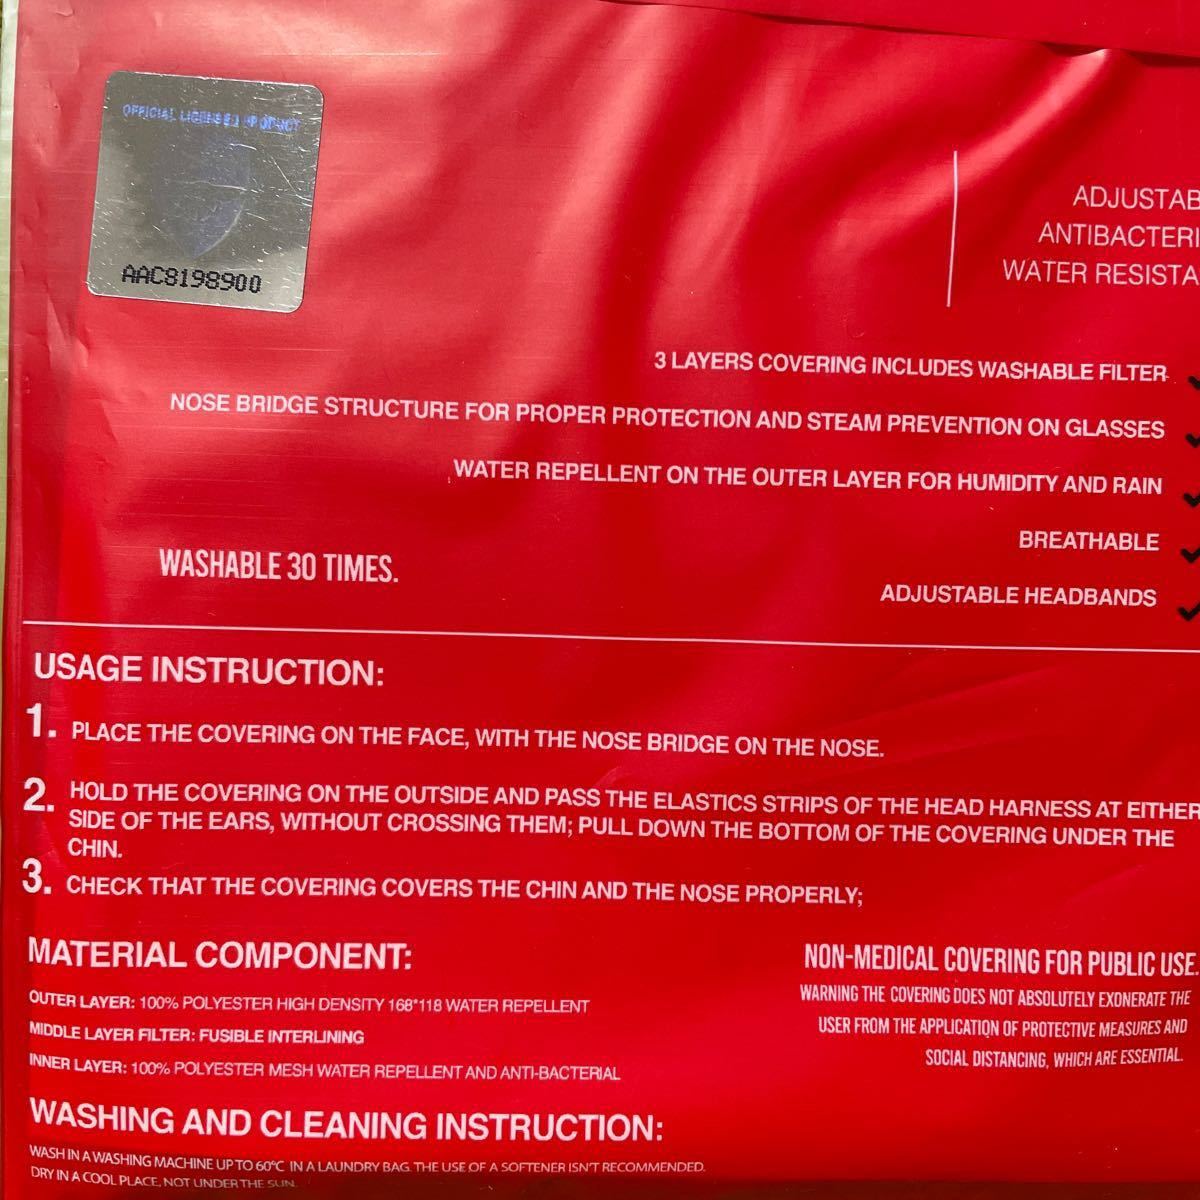 OFFICIAL LICENSED PRODUCT
AAC8198900
ADJUSTAB
ANTIBACTERI
WATER RESISTA
3 LAYERS COVERING INCLUDES WASHABLE FILTER
NOSE BRIDGE STRUCTURE FOR PROPER PROTECTION AND STEAM PREVENTION ON GLASSES
WATER REPELLENT ON THE OUTER LAYER FOR HUMIDITY AND RAIN
BREATHABLE
ADJUSTABLE HEADBANDS
WASHABLE 30 TIMES.
USAGE INSTRUCTION:
1. PLACE THE COVERING ON THE FACE, WITH THE NOSE BRIDGE ON THE NOSE.
2. HOLD THE COVERING ON THE OUTSIDE AND PASS THE ELASTICS STRIPS OF THE HEAD HARNESS AT EITHER
SIDE OF THE EARS, WITHOUT CROSSING THEM; PULL DOWN THE BOTTOM OF THE COVERING UNDER THE
CHIN.
3. CHECK THAT THE COVERING COVERS THE CHIN AND THE NOSE PROPERLY;
MATERIAL COMPONENT:
OUTER LAYER: 100% POLYESTER HIGH DENSITY 168*118 WATER REPELLENT
MIDDLE LAYER FILTER: FUSIBLE INTERLINING
INNER LAYER: 100% POLYESTER MESH WATER REPELLENT AND ANTI-BACTERIAL
NON-MEDICAL COVERING FOR PUBLIC USE.
WARNING THE COVERING DOES NOT ABSOLUTELY EXONERATE THE
USER FROM THE APPLICATION OF PROTECTIVE MEASURES AND
SOCIAL DISTANCING, WHICH ARE ESSENTIAL.
WASHING AND CLEANING INSTRUCTION:
WASH IN A WASHING MACHINE UP TO 60°C IN A LAUNDRY BAG. THE USE OF A SOFTENER ISN'T RECOMMENDED.
DRY IN A COOL PLACE, NOT UNDER THE SUN.